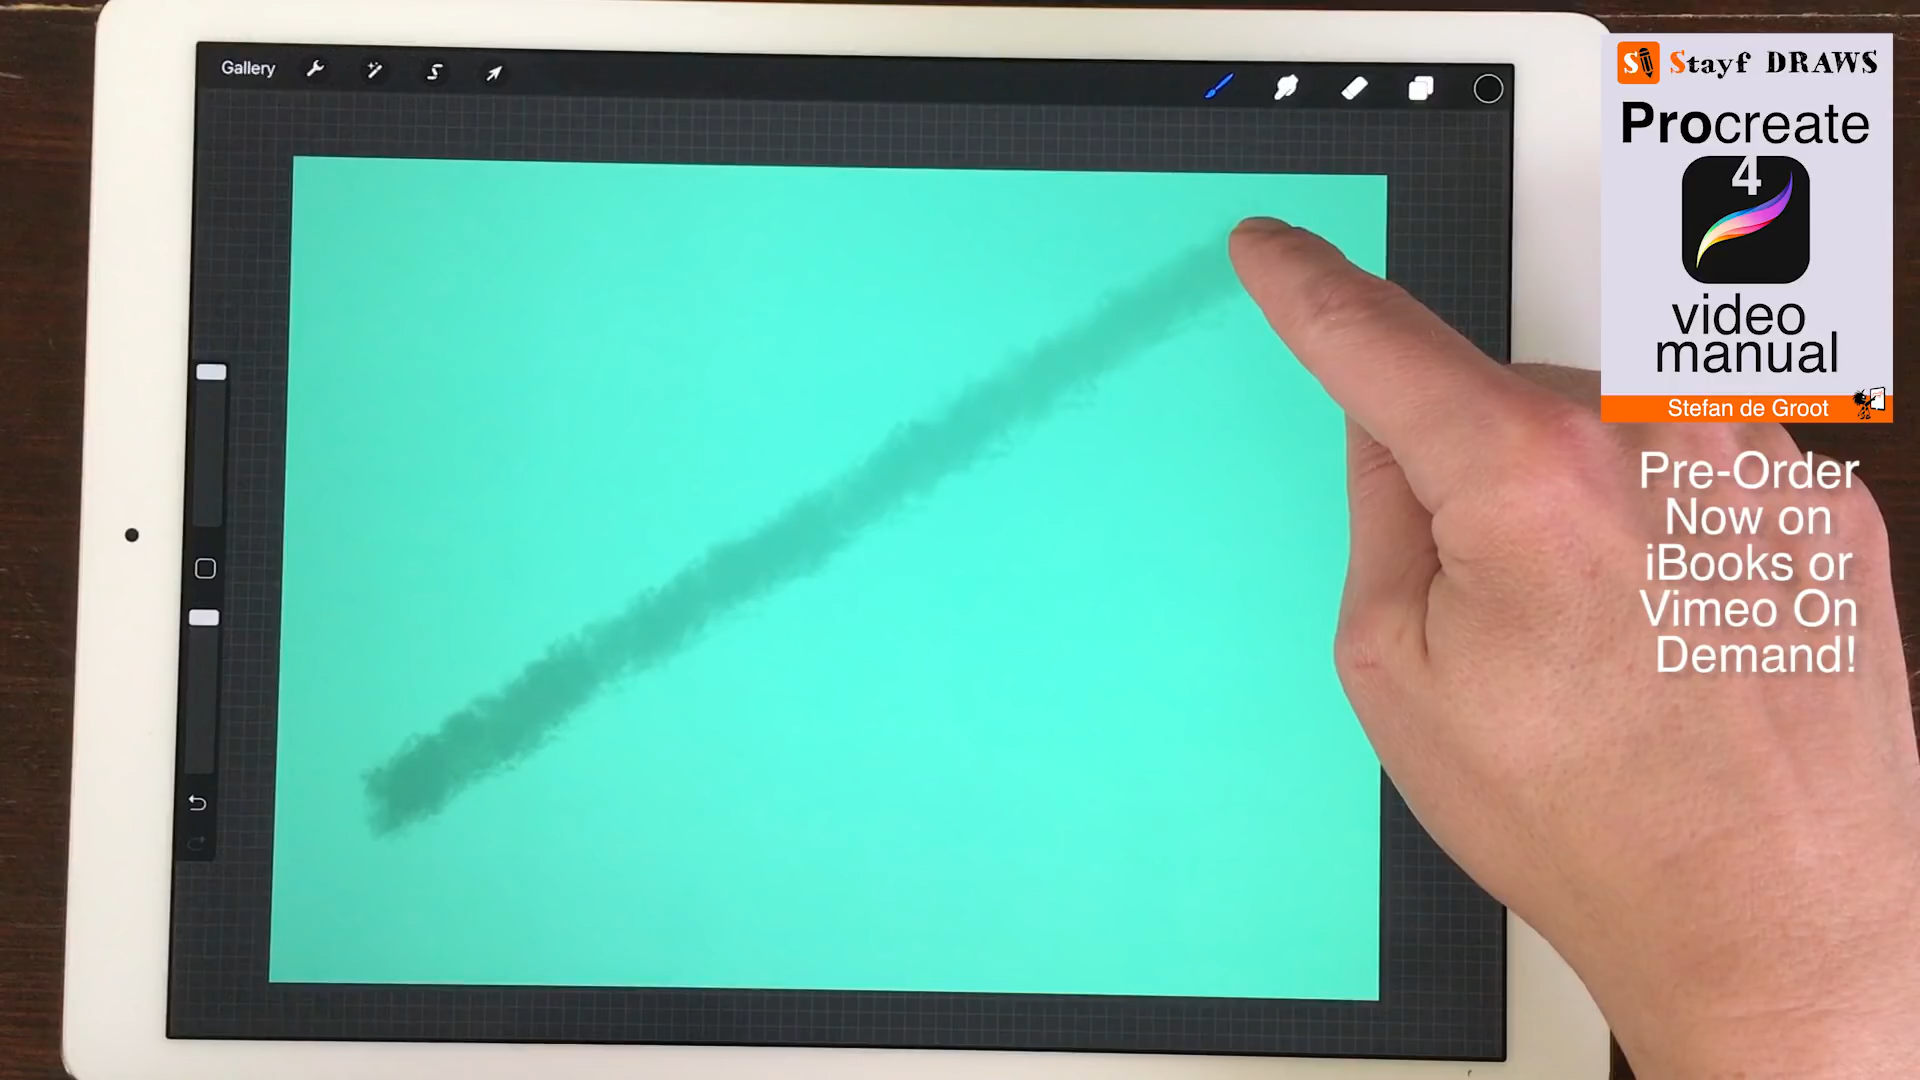 Gallery
S
Stayf DRAWS
Procreate
4
video
manual
Stefan de Groot
Pre-Order
Now on
iBooks or
Vimeo On
Demand!